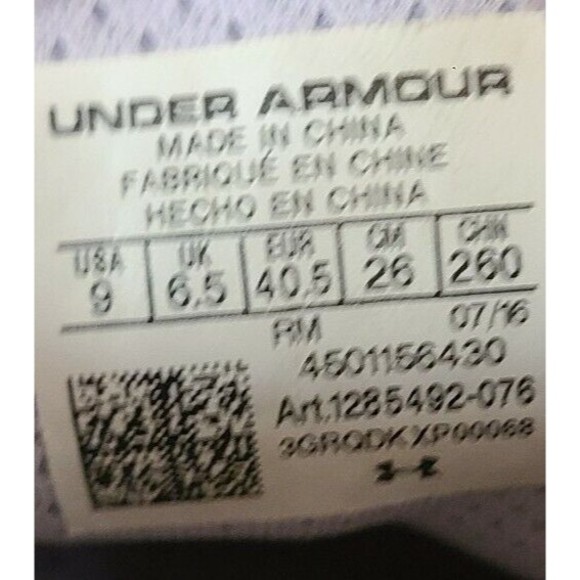 UNDER ARMOUR
MADE IN CHINA
FABRIQUÉ EN CHINE
HECHO EN CHINA
USA UK EUR CM CHN
9 6.5 40.5 26 260
RM 07/16
4501156430
Art.1285492-076
3GRQDKXP00068